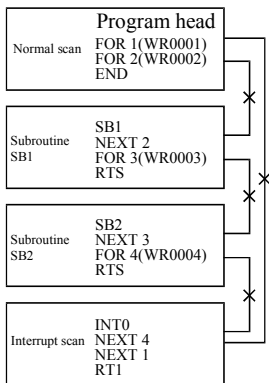 Program head
Normal scan
FOR 1(WR0001)
FOR 2(WR0002)
END
Subroutine
SB1
SB1
NEXT 2
FOR 3(WR0003)
RTS
Subroutine
SB2
SB2
NEXT 3
FOR 4(WR0004)
RTS
Interrupt scan
INT0
NEXT 4
NEXT 1
RT1